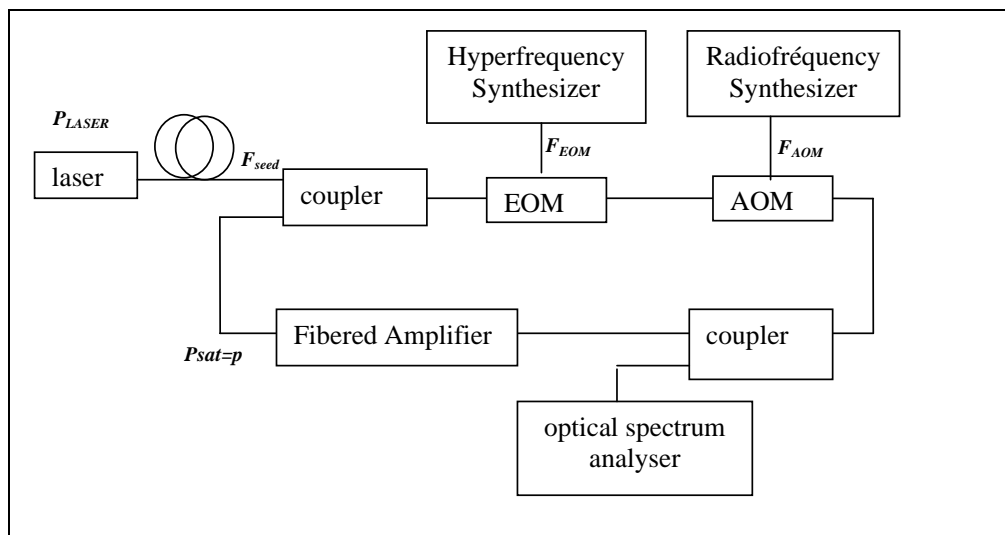 Hyperfrequency
Synthesizer
Radiofréquency
Synthesizer
P_LASER
F_seed
F_EOM
F_AOM
laser
coupler
EOM
AOM
Fibered Amplifier
coupler
Psat=p
optical spectrum
analyser